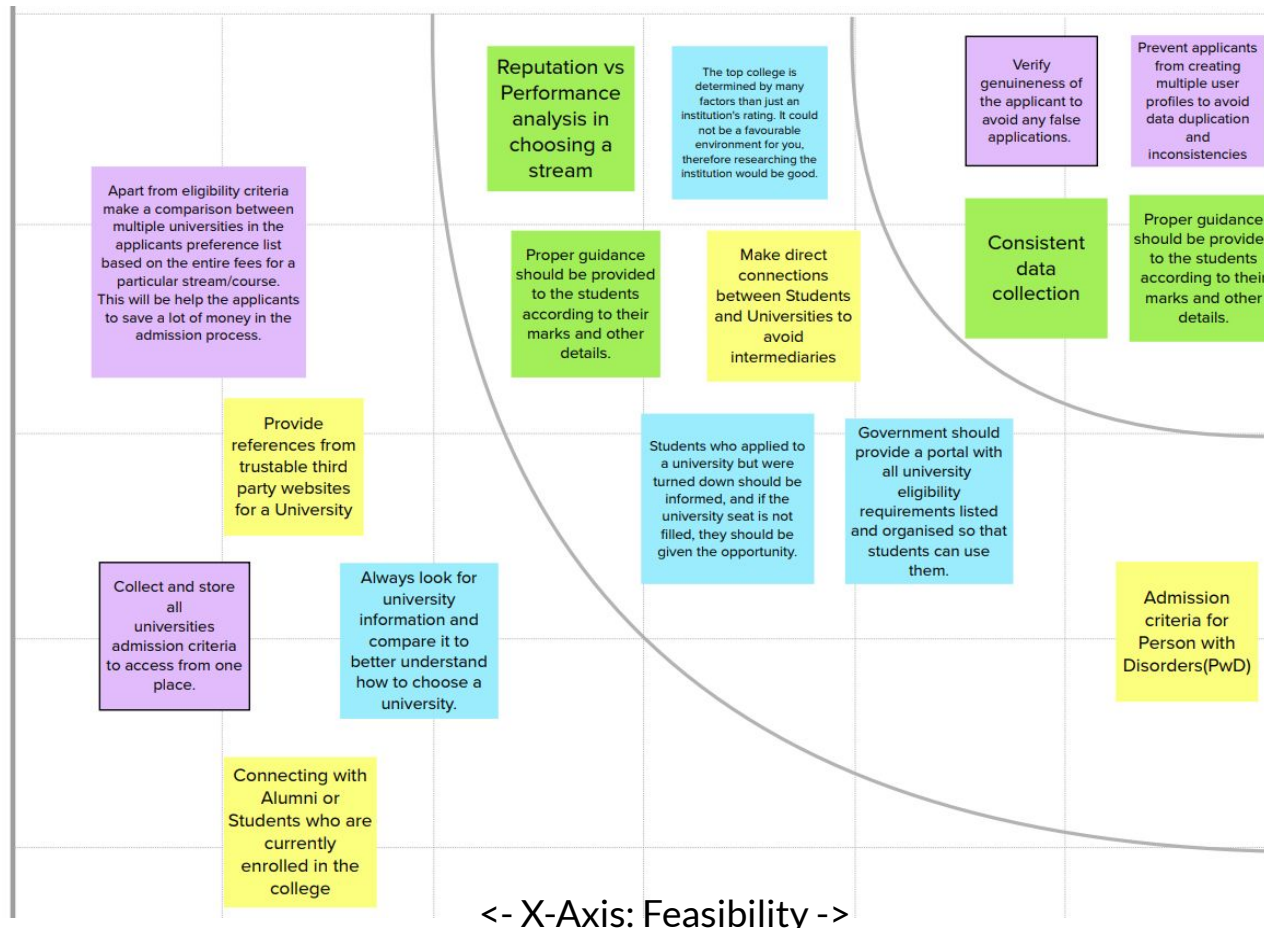 Reputation vs
Performance
analysis in
choosing a
stream
The top college is
determined by many
factors than just an
institution's rating. It could
not be a favourable
environment for you,
therefore researching the
institution would be good.
Verify
genuineness of
the applicant to
avoid any false
applications.
Prevent applicants
from creating
multiple user
profiles to avoid
data duplication
and
inconsistencies
Apart from eligibility criteria
make a comparison between
multiple universities in the
applicants preference list
based on the entire fees for a
particular stream/course.
This will be help the applicants
to save a lot of money in the
admission process.
Proper guidance
should be provided
to the students
according to their
marks and other
details.
Make direct
connections
between Students
and Universities to
avoid
intermediaries
Consistent
data
collection
Proper guidance
should be provide
to the students
according to their
marks and other
details.
Provide
references from
trustable third
party websites
for a University
Students who applied to
a university but were
turned down should be
informed, and if the
university seat is not
filled, they should be
given the opportunity.
Government should
provide a portal with
all university
eligibility
requirements listed
and organised so that
students can use
them.
Collect and store
all
universities
admission criteria
to access from one
place.
Always look for
university
information and
compare it to
better understand
how to choose a
university.
Admission
criteria for
Person with
Disorders(PwD)
Connecting with
Alumni or
Students who are
currently
enrolled in the
college
<- X-Axis: Feasibility ->